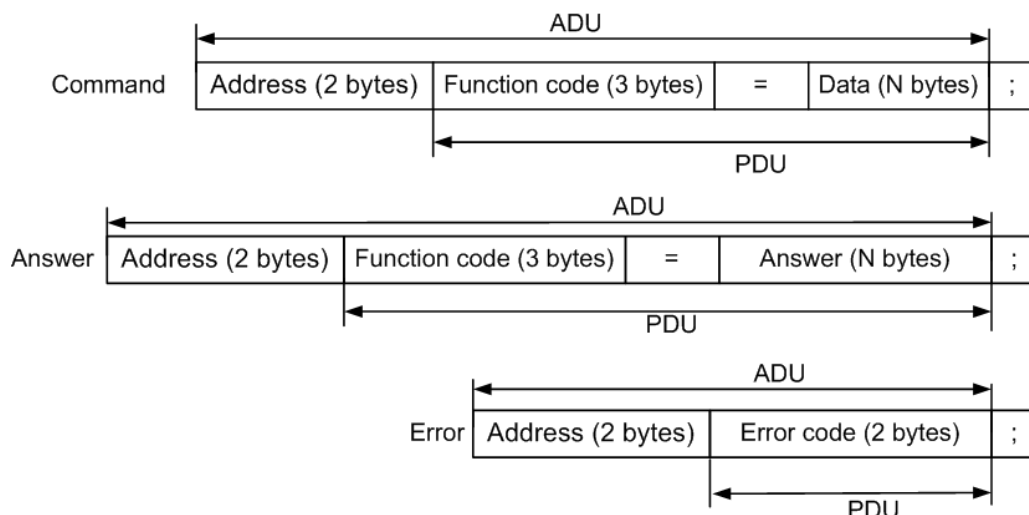 ADU
Command Address (2 bytes) Function code (3 bytes) = Data (N bytes) ;
PDU
ADU
Answer Address (2 bytes) Function code (3 bytes) = Answer (N bytes) ;
PDU
ADU
Error Address (2 bytes) Error code (2 bytes) ;
PDU